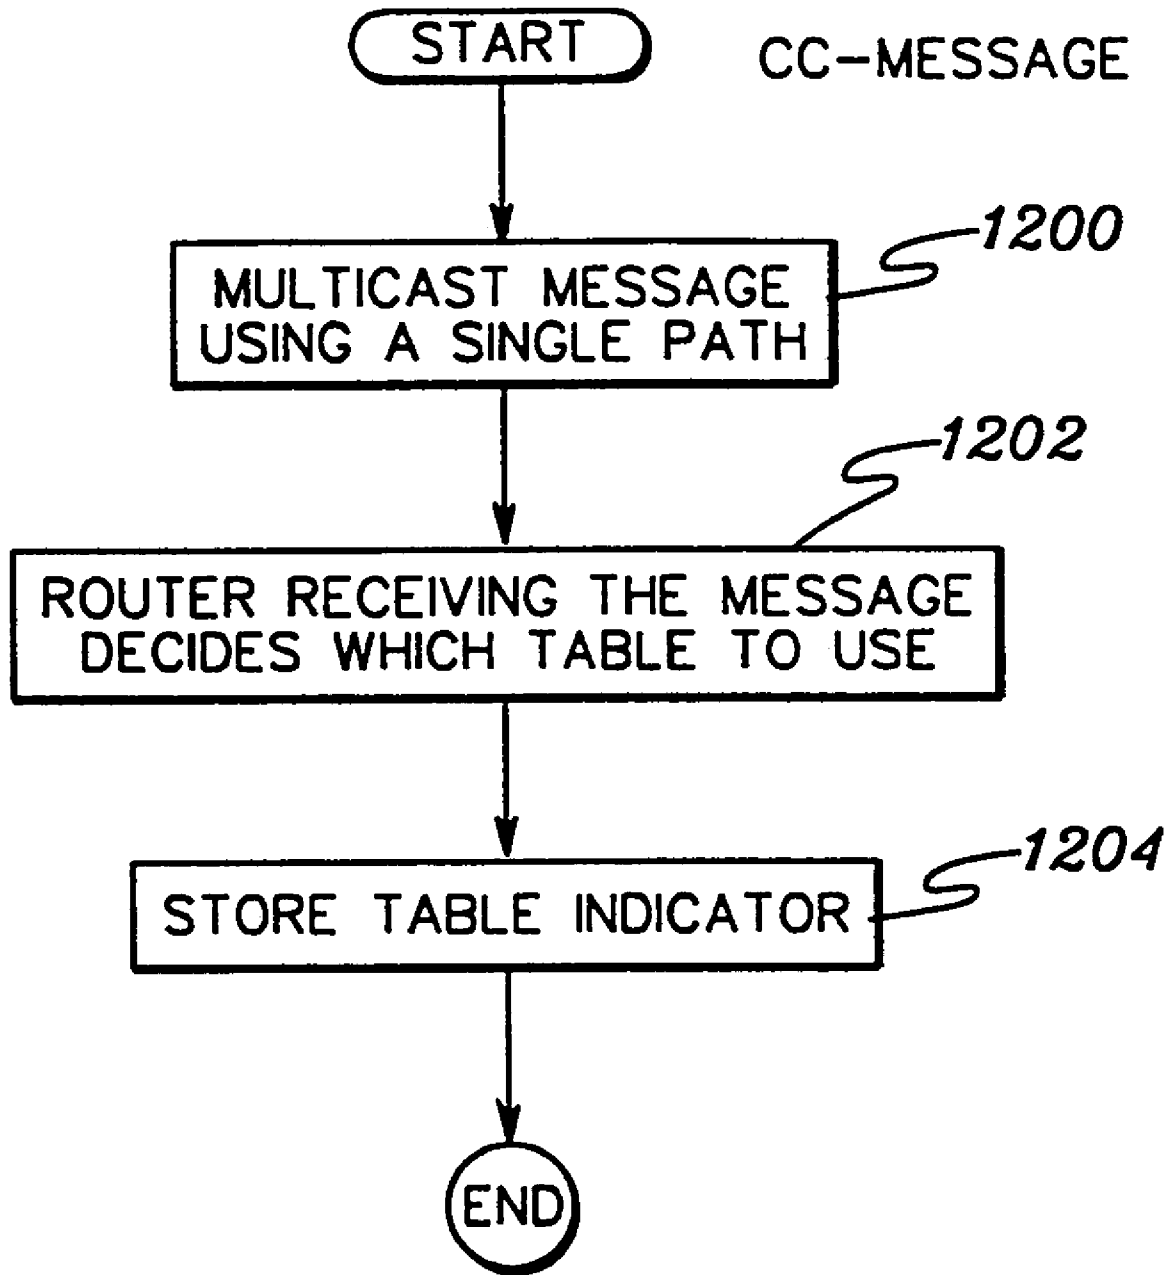 START
CC-MESSAGE
1200
MULTICAST MESSAGE
USING A SINGLE PATH
1202
ROUTER RECEIVING THE MESSAGE
DECIDES WHICH TABLE TO USE
1204
STORE TABLE INDICATOR
END